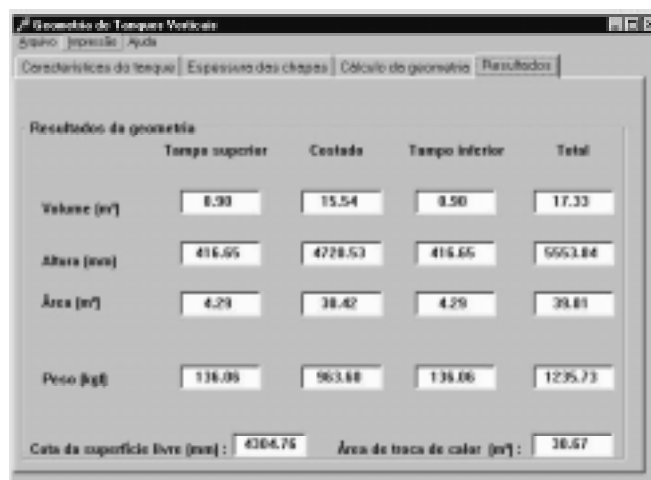 Geometria de Tanques Verticais
Arquivo Impressão Ajuda
Características do tanque Espessura das chapas Cálculo da geometria Resultados
Resultados da geometria
Tampo superior Costado Tampo inferior Total
Volume (m³) 0.90 15.54 0.90 17.33
Altura (mm) 416.65 4720.53 416.65 5553.84
Área (m²) 4.29 30.42 4.29 39.01
Peso (kgf) 136.06 963.60 136.06 1235.73
Cota da superfície livre (mm) : 4304.76 Área de troca de calor (m²) : 30.67